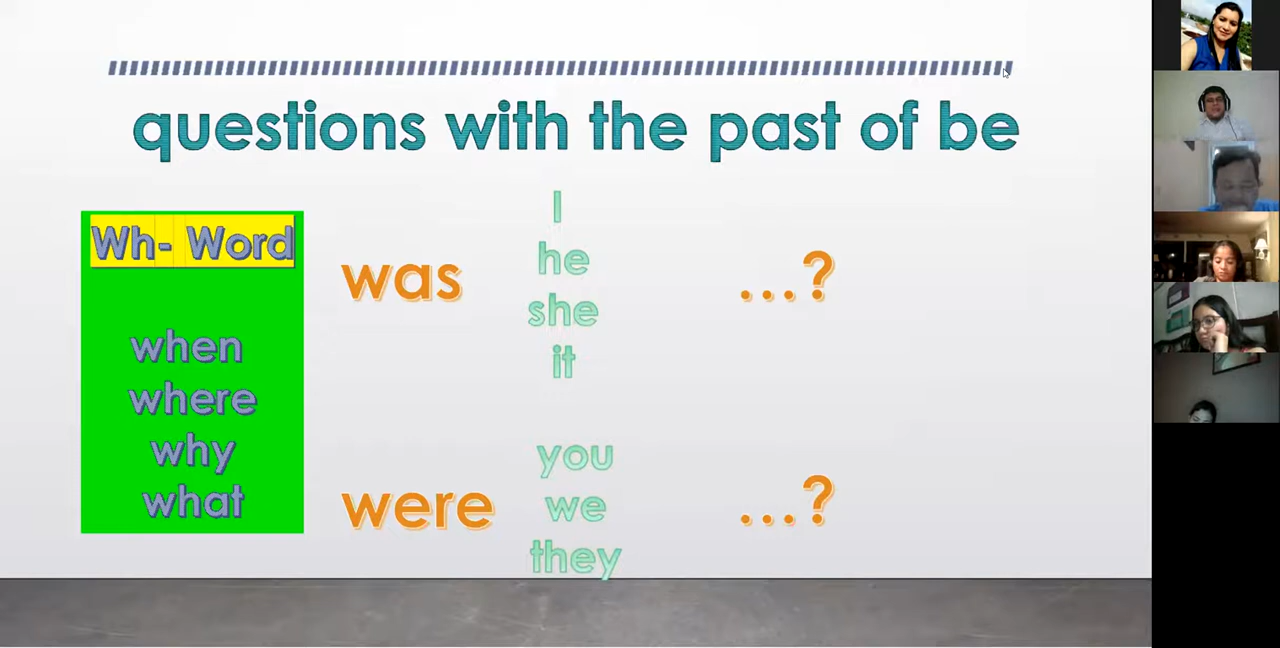 questions with the past of be
Wh- Word
when
where
why
what
was
I
he
she
it
...?
were
you
we
they
...?